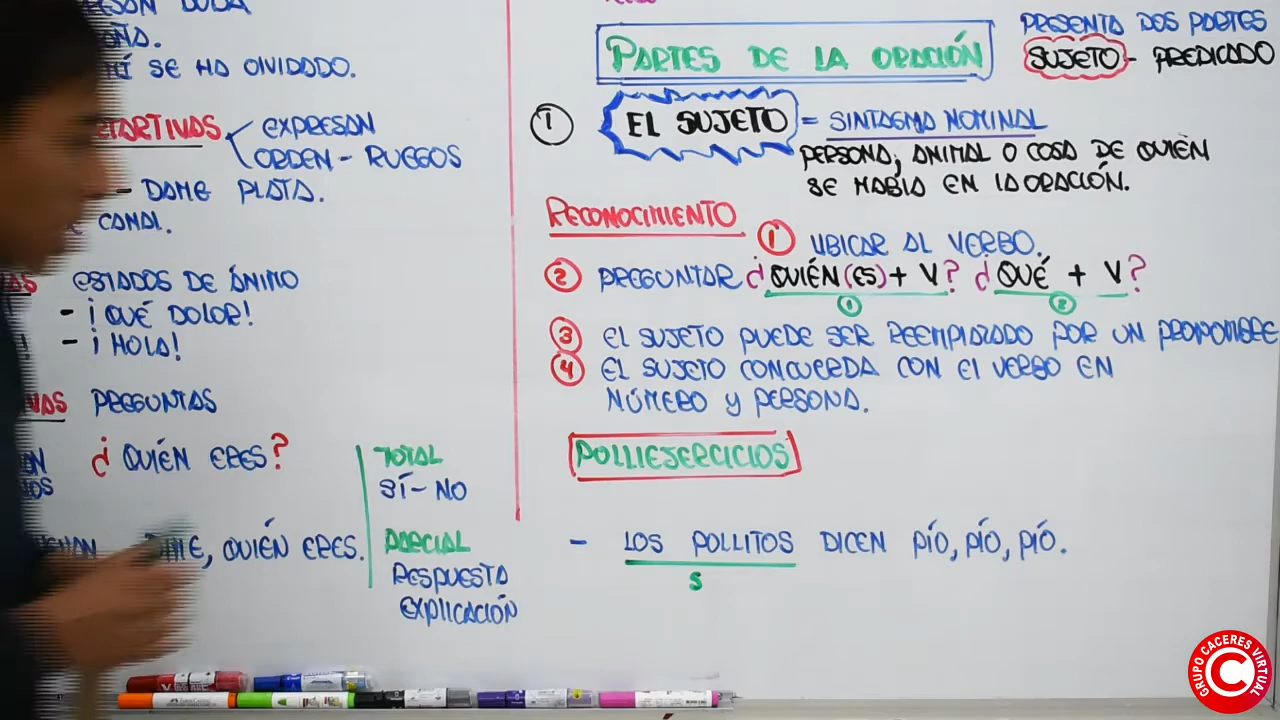 DUDA
SE HA OLVIDADO.
EXPRESAN
ORDEN - RUEGOS
- DAME PLATA.
CANAL.
ESTADOS DE ÁNIMO
- ¡QUÉ DOLOR!
- ¡HOLA!
PREGUNTAS
¿QUIÉN ERES?
TOTAL
SÍ - NO
QUIÉN ERES.
PARCIAL
RESPUESTA
EXPLICACIÓN
PARTES DE LA ORACIÓN
PRESENTA DOS PARTES
SUJETO - PREDICADO
1 EL SUJETO = SINTAGMA NOMINAL
PERSONA, ANIMAL O COSA DE QUIÉN
SE HABLA EN LA ORACIÓN.
RECONOCIMIENTO
1 UBICAR AL VERBO.
2 PREGUNTAR ¿QUIÉN(ES) + V? ¿QUÉ + V?
1 2
3 EL SUJETO PUEDE SER REEMPLAZADO POR UN PRONOMBRE
4 EL SUJETO CONCUERDA CON EL VERBO EN
NÚMERO Y PERSONA.
POLLIEJERCICIOS
- LOS POLLITOS DICEN PÍO, PÍO, PÍO.
S
GRUPO CACERES VIRTUAL
C